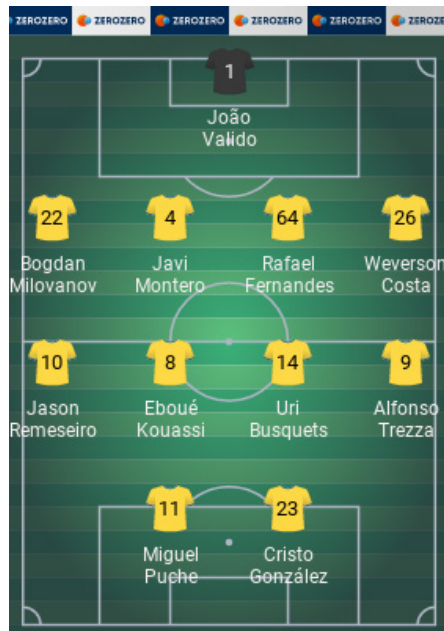 ZEROZERO ZEROZERO ZEROZERO ZEROZERO ZEROZERO ZEROZE
1
João
Valido
22 4 64 26
Bogdan Javi Rafael Weverson
Milovanov Montero Fernandes Costa
10 8 14 9
Jason Eboué Uri Alfonso
Remeseiro Kouassi Busquets Trezza
11 23
Miguel Cristo
Puche González